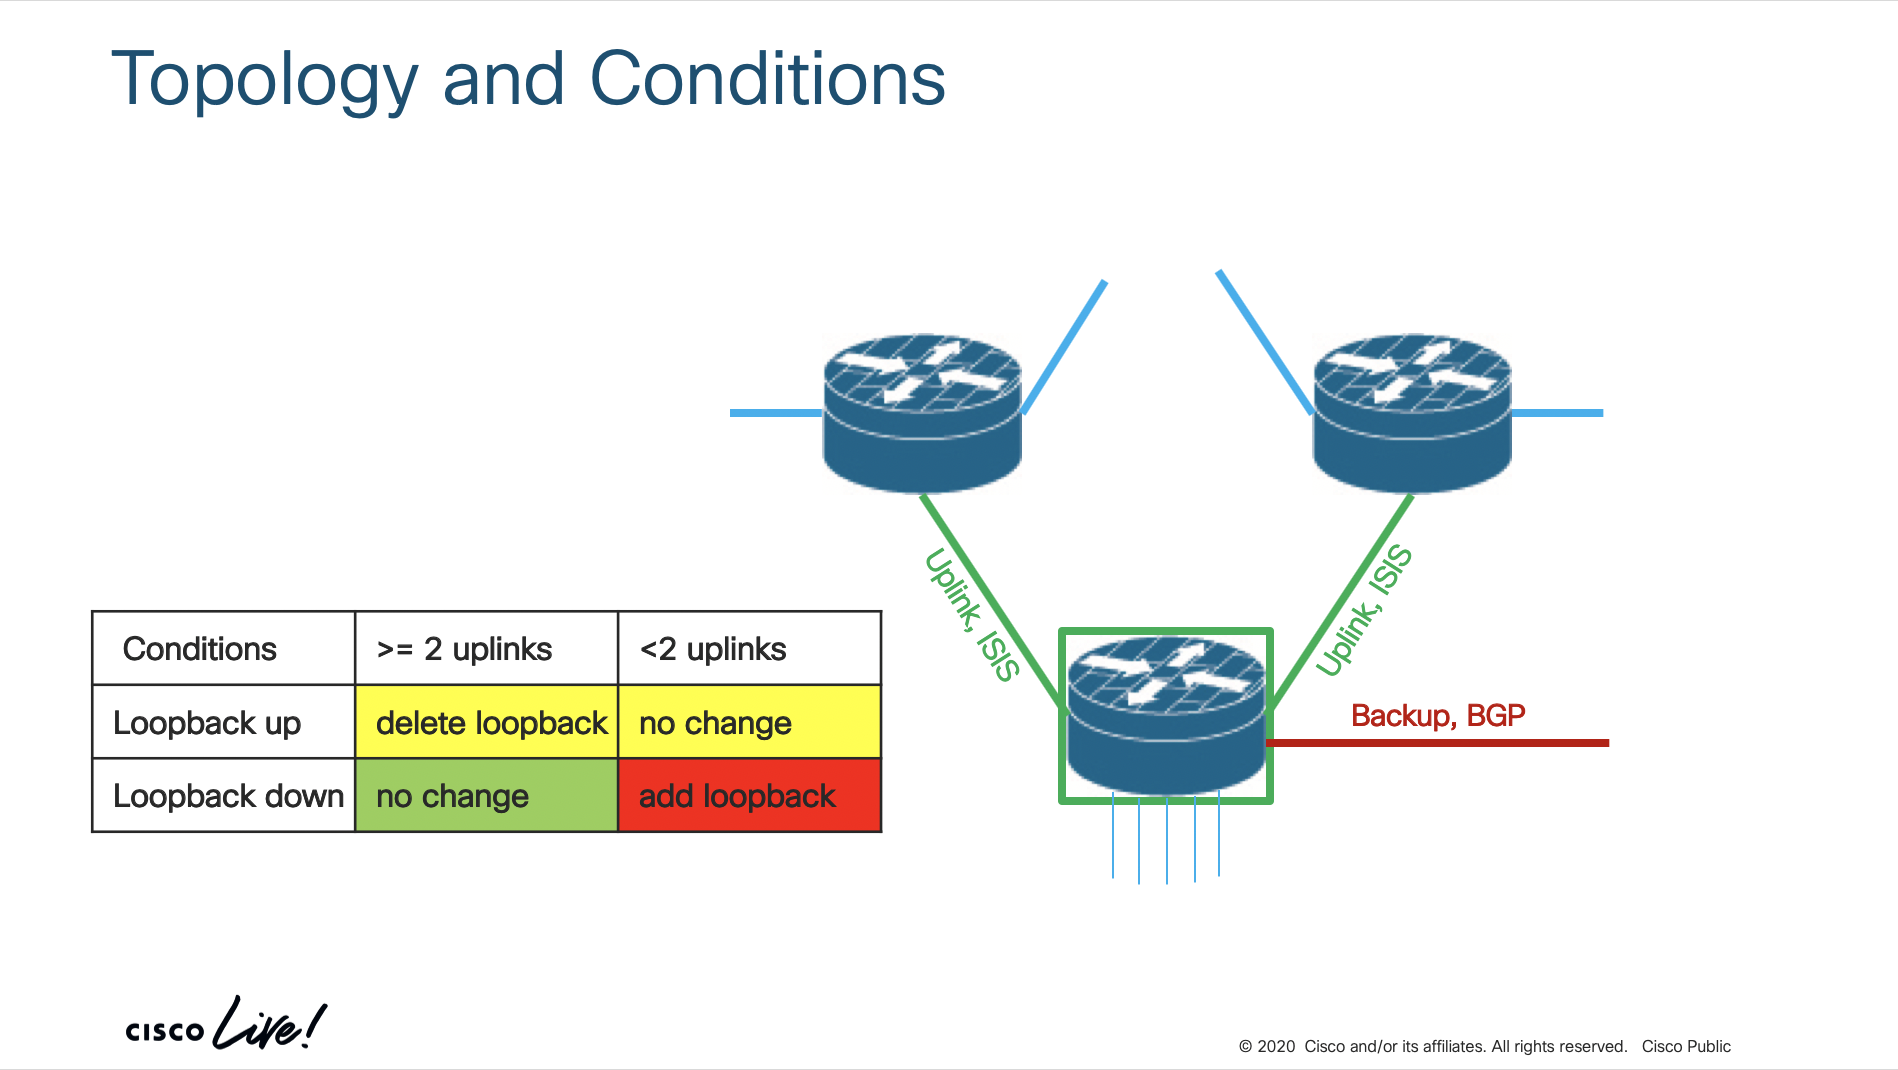 Topology and Conditions
Uplink, ISIS
Uplink, ISIS
Backup, BGP
Conditions >= 2 uplinks <2 uplinks
Loopback up delete loopback no change
Loopback down no change add loopback
CISCO Live!
© 2020 Cisco and/or its affiliates. All rights reserved. Cisco Public